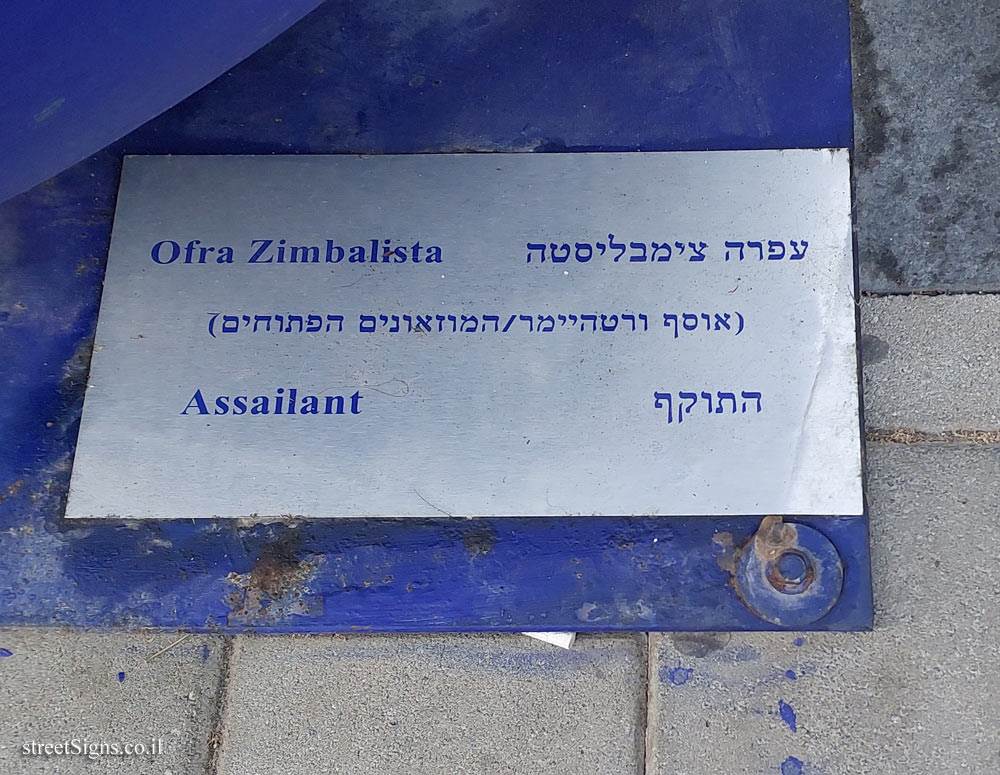 Ofra Zimbalista עפרה צימבליסטה
(אוסף ורטהיימר/המוזאונים הפתוחים)
Assailant התוקף
streetSigns.co.il